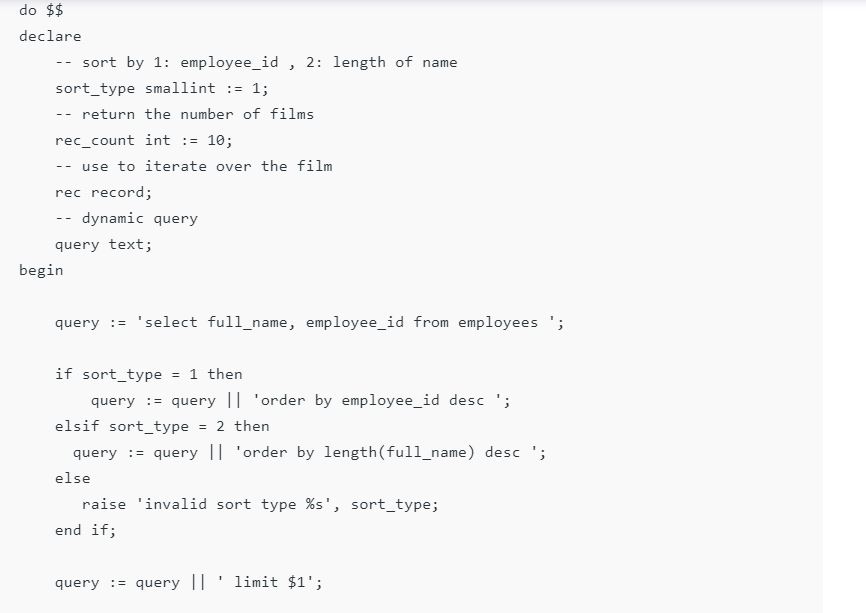 do $$
declare
    -- sort by 1: employee_id , 2: length of name
    sort_type smallint := 1;
    -- return the number of films
    rec_count int := 10;
    -- use to iterate over the film
    rec record;
    -- dynamic query
    query text;
begin

    query := 'select full_name, employee_id from employees ';

    if sort_type = 1 then
        query := query || 'order by employee_id desc ';
    elsif sort_type = 2 then
      query := query || 'order by length(full_name) desc ';
    else
       raise 'invalid sort type %s', sort_type;
    end if;

    query := query || ' limit $1';